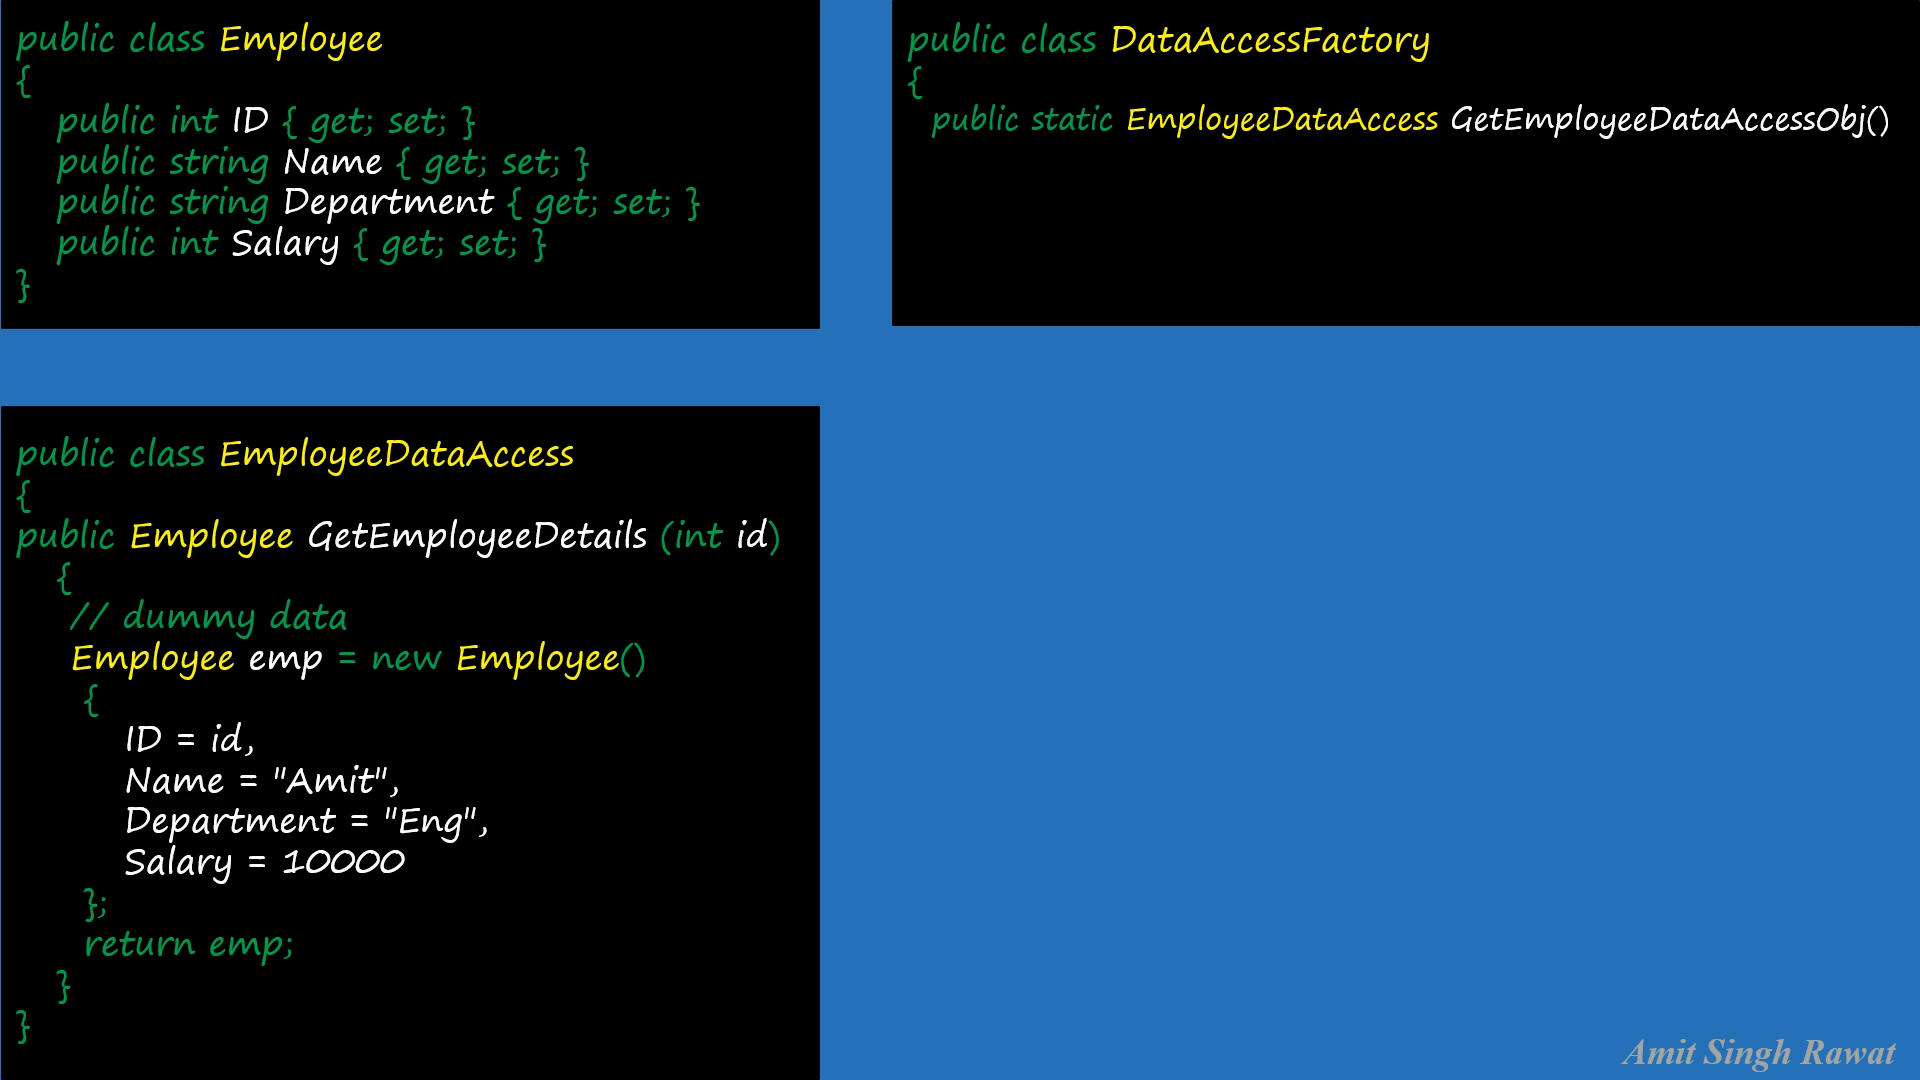 public class Employee
{
public int ID { get; set; }
public string Name { get; set; }
public string Department { get; set; }
public int Salary { get; set; }
}
public class DataAccessFactory
{
public static EmployeeDataAccess GetEmployeeDataAccessObj()
public class EmployeeDataAccess
{
public Employee GetEmployeeDetails (int id)
{
// dummy data
Employee emp = new Employee()
{
ID = id,
Name = "Amit",
Department = "Eng",
Salary = 10000
};
return emp;
}
}
Amit Singh Rawat